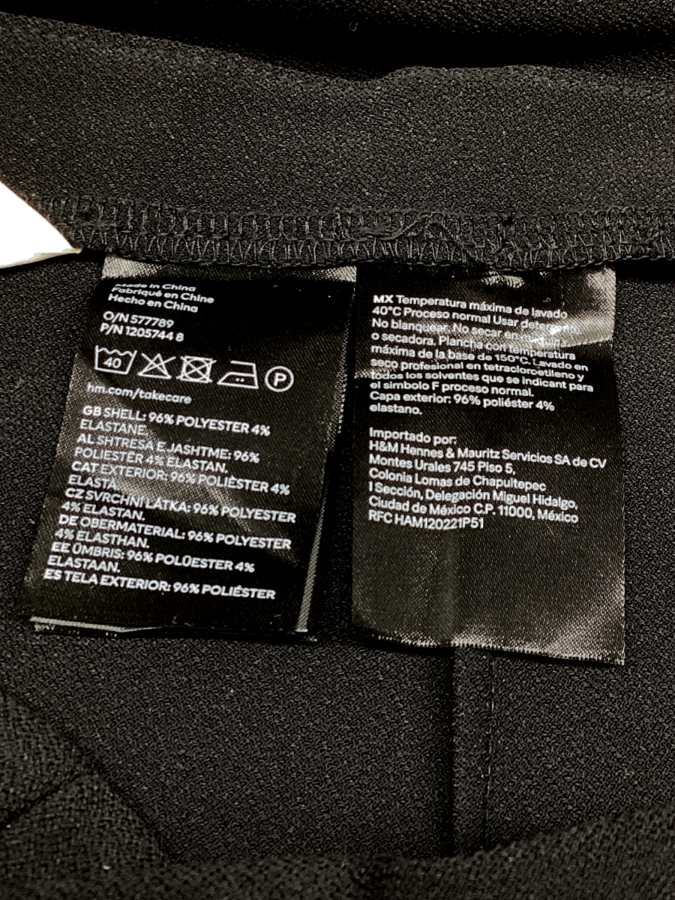 Made in China
Fabriqué en Chine
Hecho en China
O/N 577789
P/N 1205744 8
40
P
hm.com/takecare
GB SHELL: 96% POLYESTER 4%
ELASTANE.
AL SHTRESA E JASHTME: 96%
POLIESTËR 4% ELASTAN.
CAT EXTERIOR: 96% POLIÈSTER 4%
ELASTÀ.
CZ SVRCHNÍ LÁTKA: 96% POLYESTER
4% ELASTAN.
DE OBERMATERIAL: 96% POLYESTER
4% ELASTHAN.
EE ÜMBRIS: 96% POLÜESTER 4%
ELASTAAN.
ES TELA EXTERIOR: 96% POLIÉSTER
MX Temperatura máxima de lavado
40°C Proceso normal Usar detergente.
No blanquear. No secar en máquina
o secadora. Plancha con temperatura
máxima de la base de 150°C. Lavado en
seco profesional en tetracloroetileno y
todos los solventes que se indican para
el simbolo F proceso normal.
Capa exterior: 96% poliéster 4%
elastano.
Importado por:
H&M Hennes & Mauritz Servicios SA de CV
Montes Urales 745 Piso 5,
Colonia Lomas de Chapultepec
I Sección, Delegación Miguel Hidalgo,
Ciudad de México C.P. 11000, México
RFC HAM120221P51